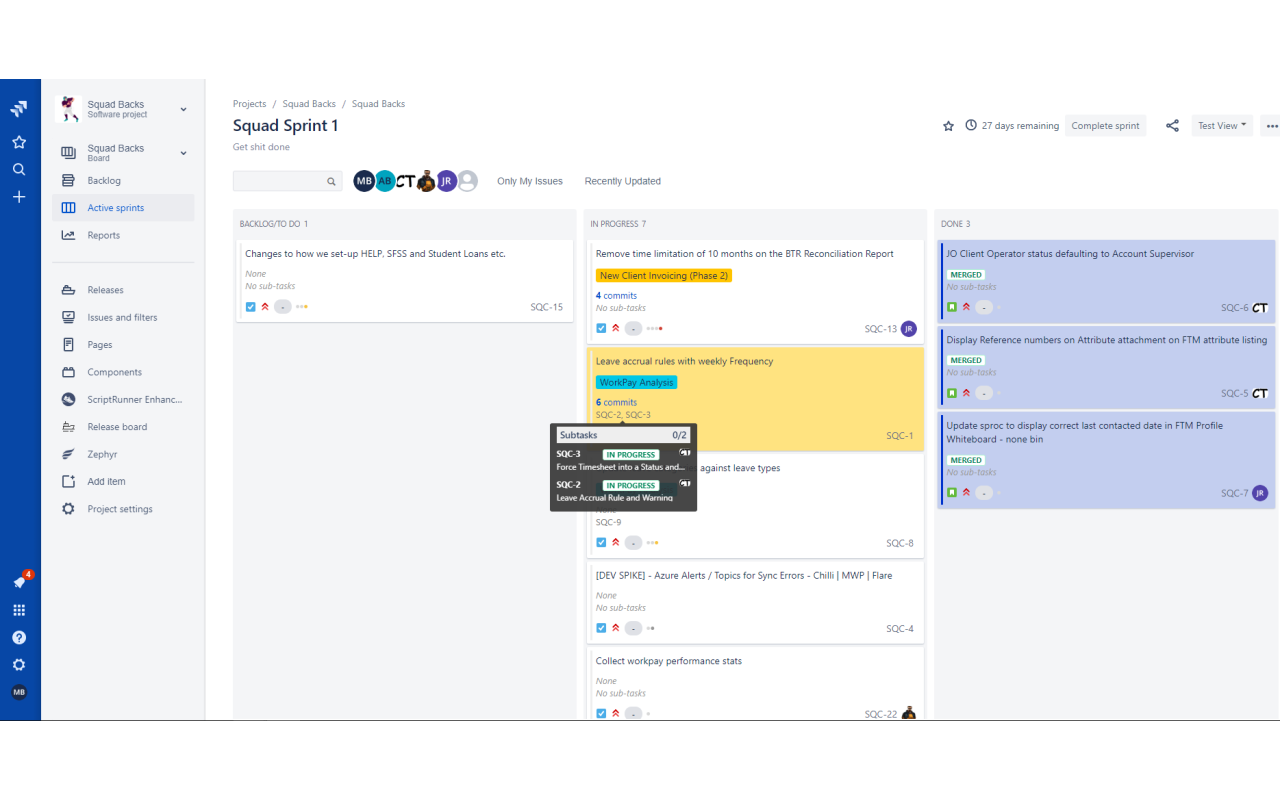 Squad Backs
Software project
Squad Backs
Board
Backlog
Active sprints
Reports
Releases
Issues and filters
Pages
Components
ScriptRunner Enhanc...
Release board
Zephyr
Add item
Project settings
4
MB
Projects / Squad Backs / Squad Backs
Squad Sprint 1
Get shit done
27 days remaining
Complete sprint
Test View
MB AB CT JR
Only My Issues
Recently Updated
BACKLOG/TO DO 1
Changes to how we set-up HELP, SFSS and Student Loans etc.
None
No sub-tasks
-
SQC-15
IN PROGRESS 7
Remove time limitation of 10 months on the BTR Reconciliation Report
New Client Invoicing (Phase 2)
4 commits
No sub-tasks
-
SQC-13 JR
Leave accrual rules with weekly Frequency
WorkPay Analysis
6 commits
SQC-2, SQC-3
SQC-1
Subtasks 0/2
SQC-3 IN PROGRESS CT
Force Timesheet into a Status and...
SQC-2 IN PROGRESS CT
Leave Accrual Rule and Warning
against leave types
SQC-9
-
SQC-8
[DEV SPIKE] - Azure Alerts / Topics for Sync Errors - Chilli | MWP | Flare
None
No sub-tasks
-
SQC-4
Collect workpay performance stats
None
No sub-tasks
-
SQC-22
DONE 3
JO Client Operator status defaulting to Account Supervisor
MERGED
No sub-tasks
-
SQC-6 CT
Display Reference numbers on Attribute attachment on FTM attribute listing
MERGED
No sub-tasks
-
SQC-5 CT
Update sproc to display correct last contacted date in FTM Profile
Whiteboard - none bin
MERGED
No sub-tasks
-
SQC-7 JR